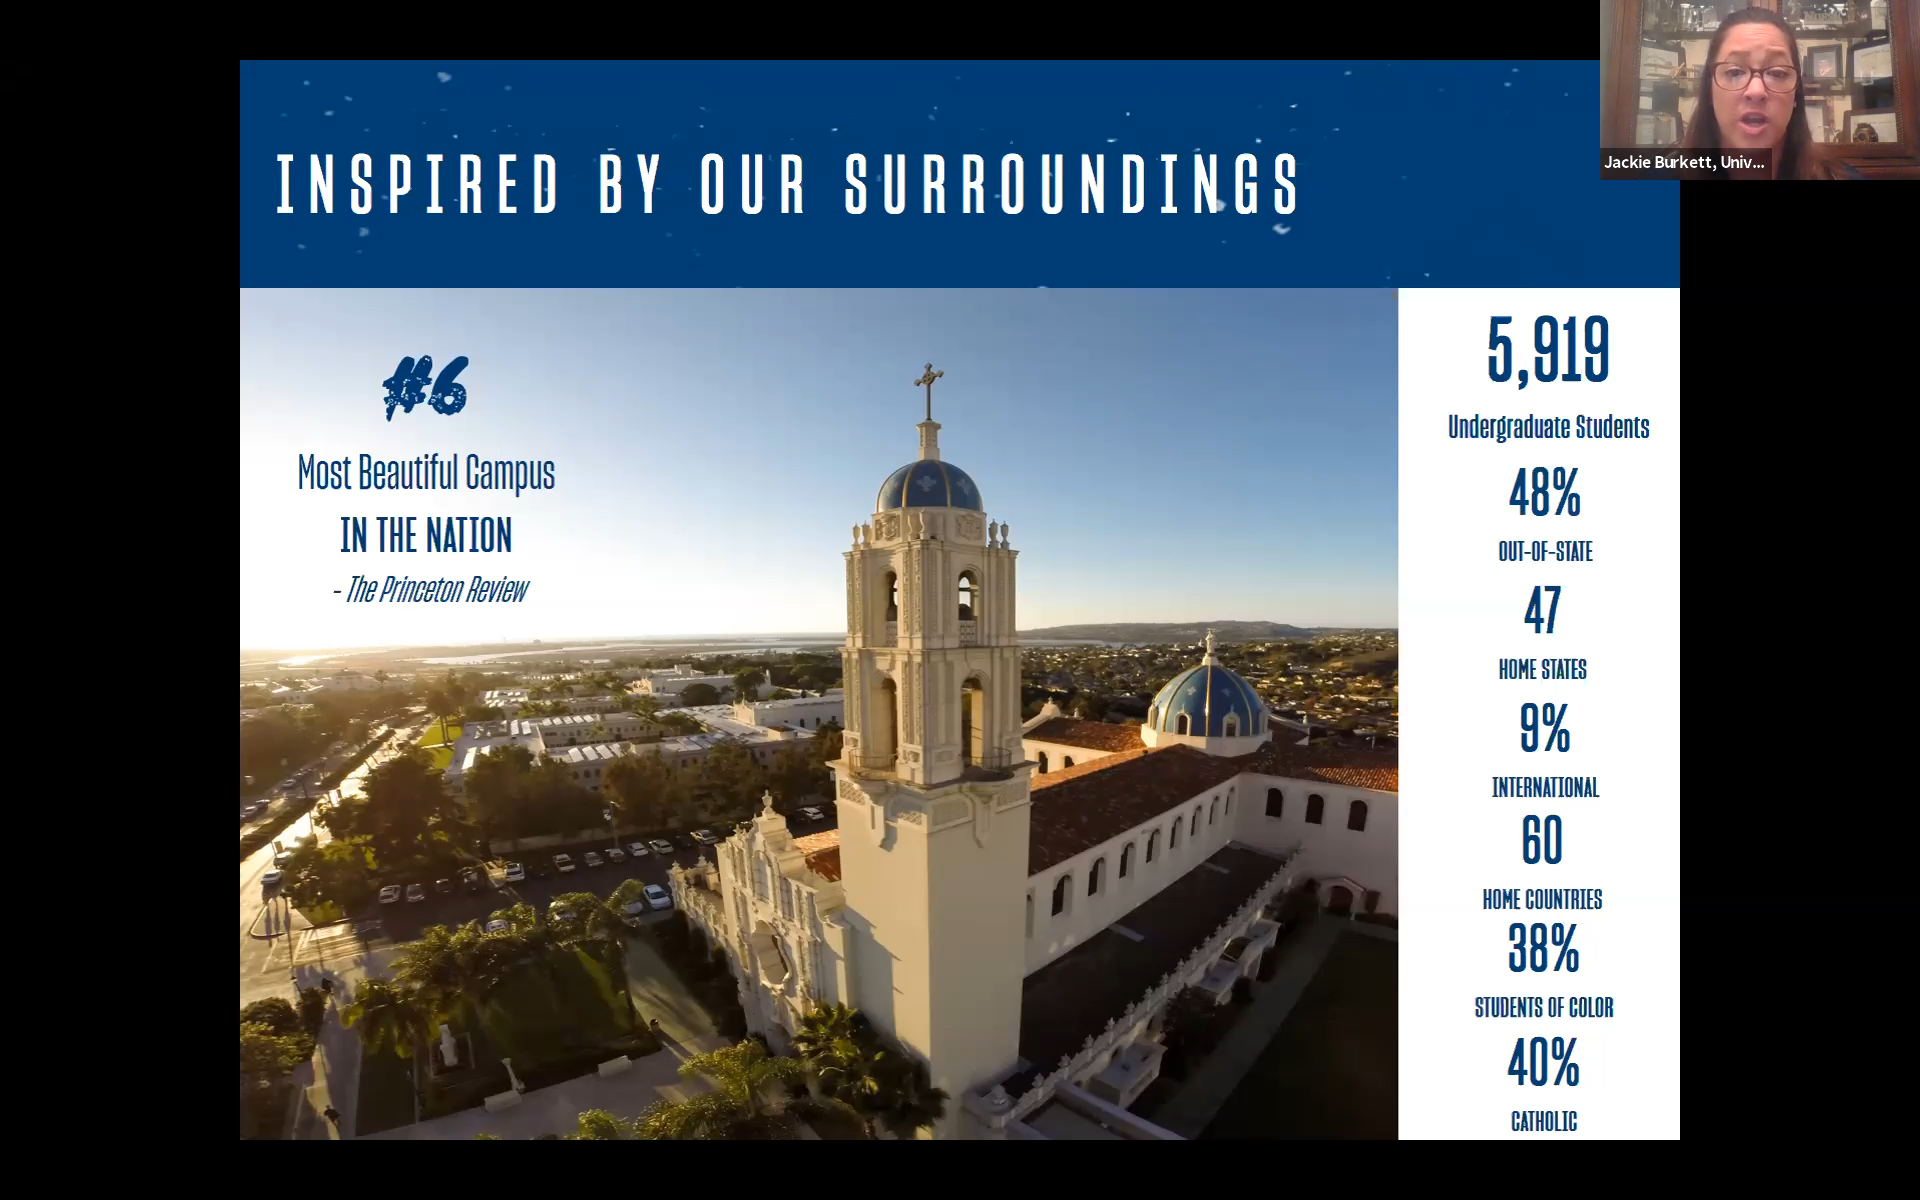 INSPIRED BY OUR SURROUNDINGS
Jackie Burkett, Univ...
#6
Most Beautiful Campus
IN THE NATION
- The Princeton Review
5,919
Undergraduate Students
48%
OUT-OF-STATE
47
HOME STATES
9%
INTERNATIONAL
60
HOME COUNTRIES
38%
STUDENTS OF COLOR
40%
CATHOLIC